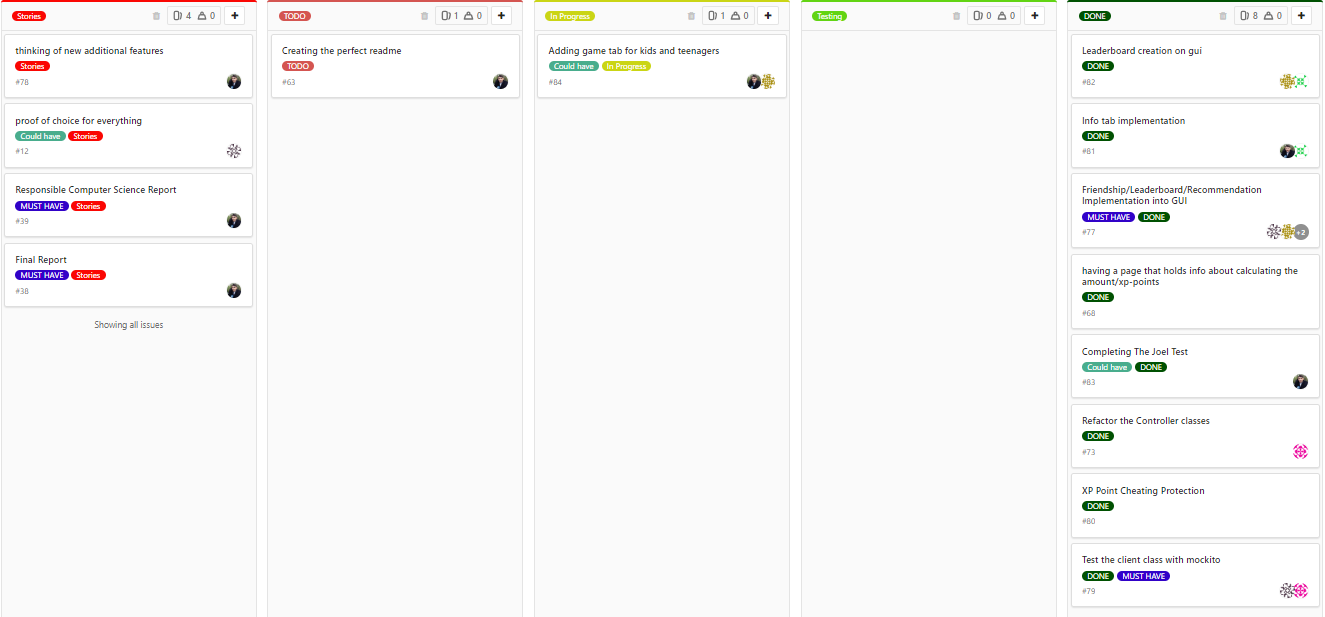 Stories 4 0
thinking of new additional features
Stories
#78
proof of choice for everything
Could have Stories
#12
Responsible Computer Science Report
MUST HAVE Stories
#39
Final Report
MUST HAVE Stories
#38
Showing all issues
TODO 1 0
Creating the perfect readme
TODO
#63
In Progress 1 0
Adding game tab for kids and teenagers
Could have In Progress
#84
Testing 0 0
DONE 8 0
Leaderboard creation on gui
DONE
#82
Info tab implementation
DONE
#81
Friendship/Leaderboard/Recommendation
Implementation into GUI
MUST HAVE DONE
#77 +2
having a page that holds info about calculating the
amount/xp-points
DONE
#68
Completing The Joel Test
Could have DONE
#83
Refactor the Controller classes
DONE
#73
XP Point Cheating Protection
DONE
#80
Test the client class with mockito
DONE MUST HAVE
#79